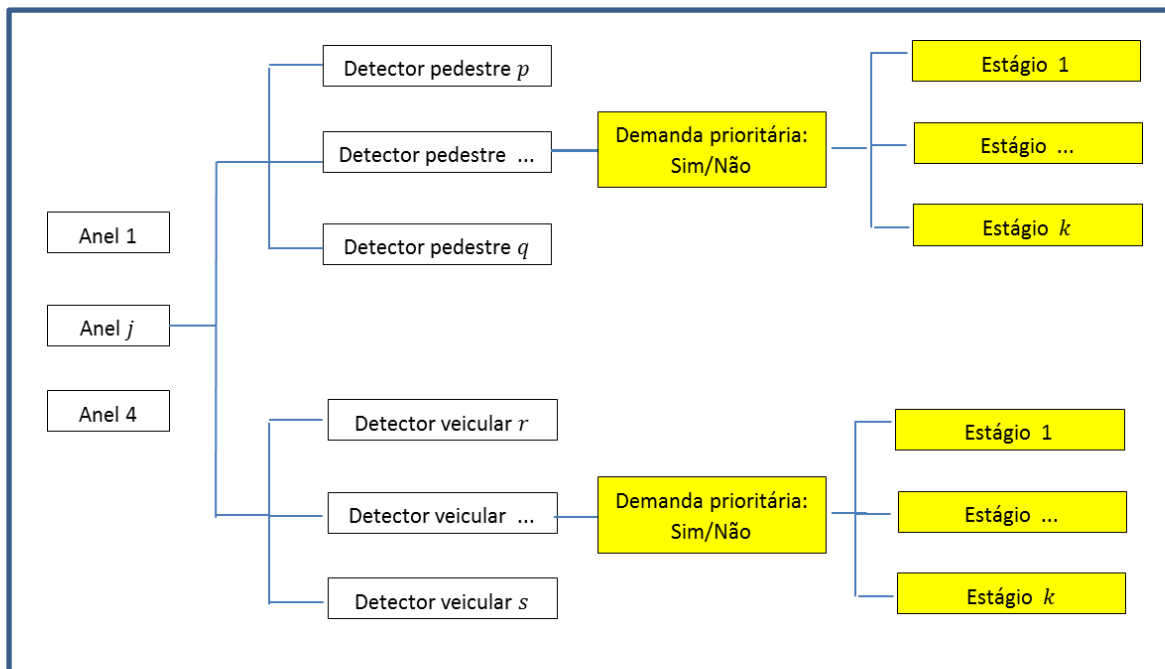 Anel 1
Anel j
Anel 4
Detector pedestre p
Detector pedestre ...
Detector pedestre q
Demanda prioritária:
Sim/Não
Estágio 1
Estágio ...
Estágio k
Detector veicular r
Detector veicular ...
Detector veicular s
Demanda prioritária:
Sim/Não
Estágio 1
Estágio ...
Estágio k